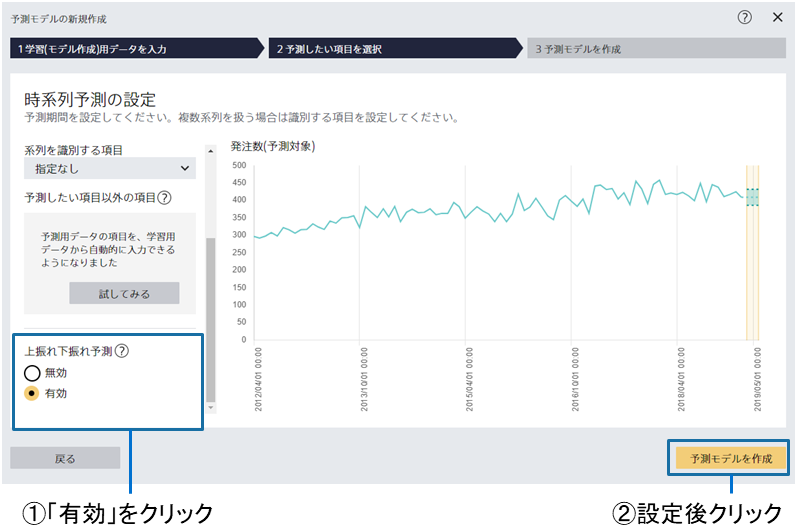 予測モデルの新規作成
?
1 学習(モデル作成)用データを入力
2 予測したい項目を選択
3 予測モデルを作成
時系列予測の設定
予測期間を設定してください。複数系列を扱う場合は識別する項目を設定してください。
系列を識別する項目
指定なし
予測したい項目以外の項目?
予測用データの項目を、学習用
データから自動的に入力できる
ようになりました
試してみる
上振れ下振れ予測?
無効
有効
発注数(予測対象)
500
450
400
350
300
250
200
150
100
50
0
2012/04/01 00:00
2013/10/01 00:00
2015/04/01 00:00
2016/10/01 00:00
2018/04/01 00:00
2019/05/01 00:00
戻る
予測モデルを作成
①「有効」をクリック
②設定後クリック